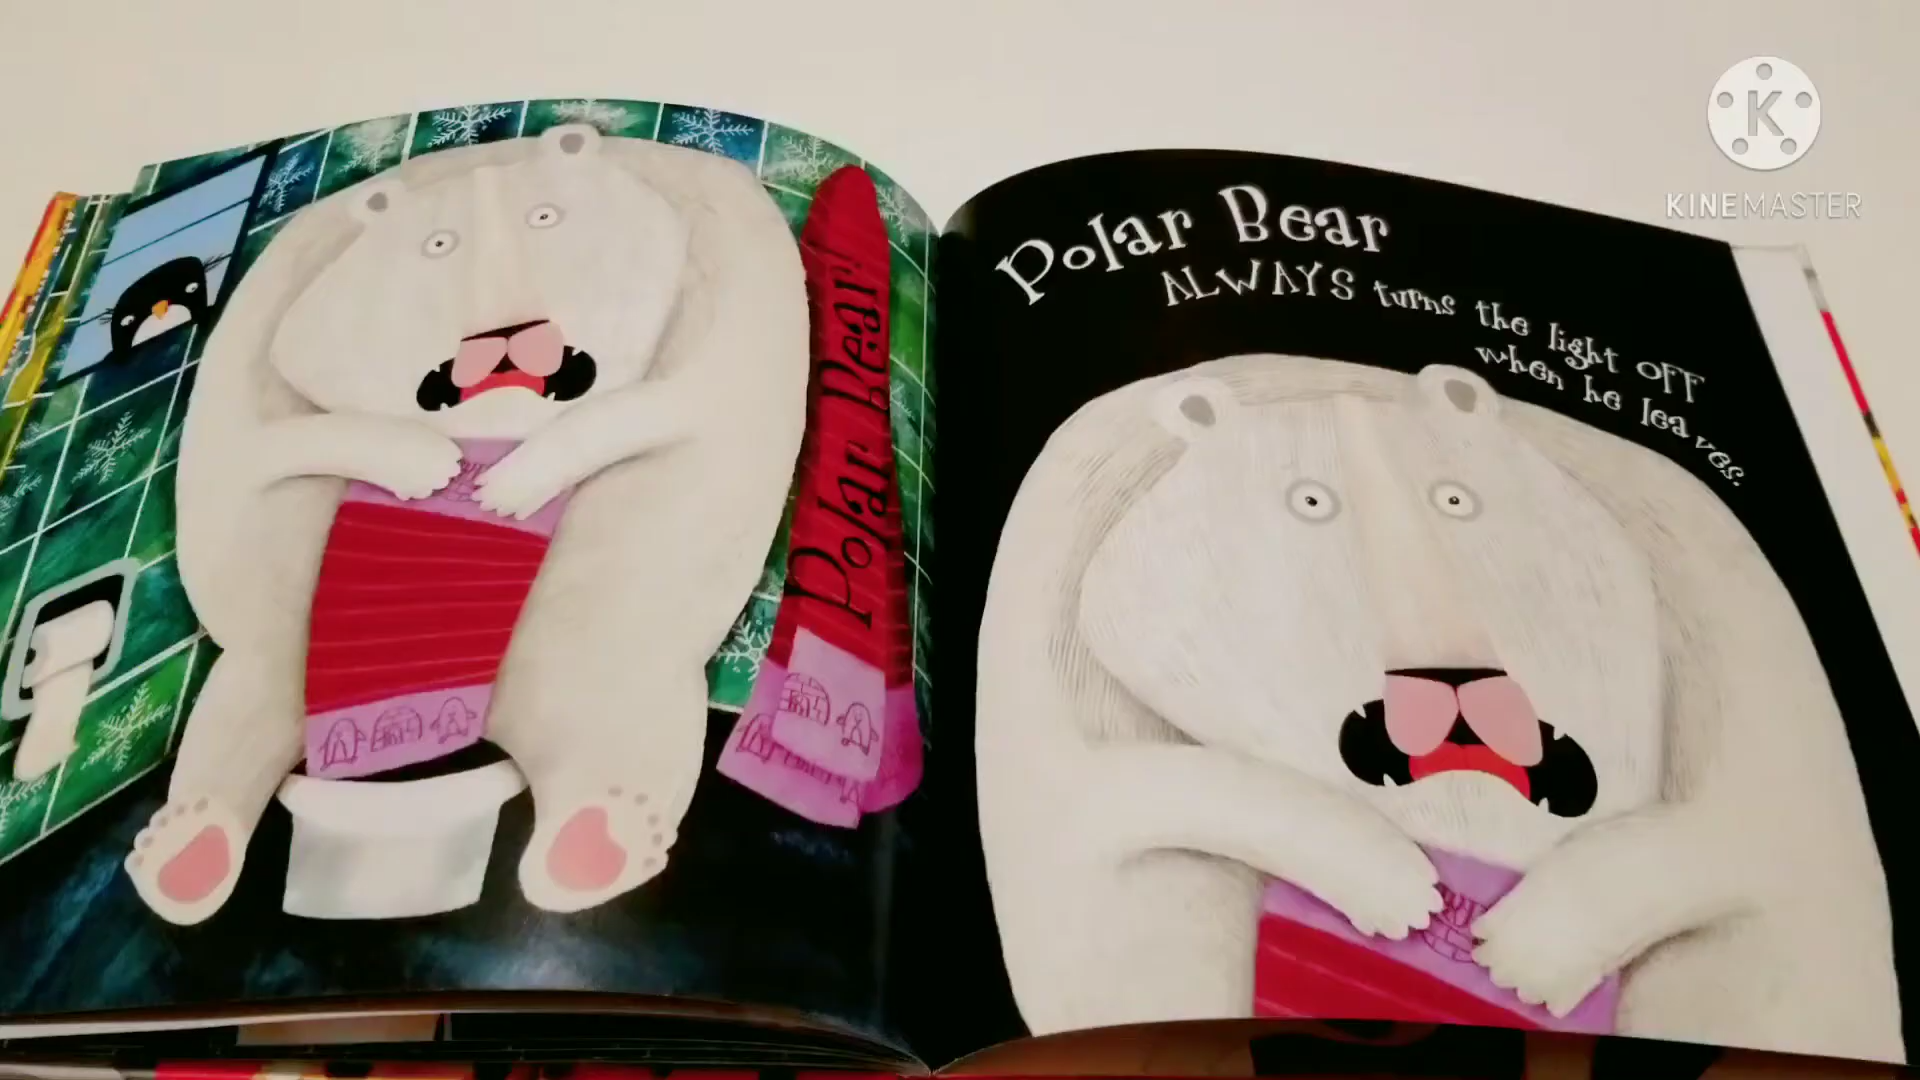 Polar Bear
Polar Bear
ALWAYS turns the light OFF
when he leaves.
K
KINEMASTER